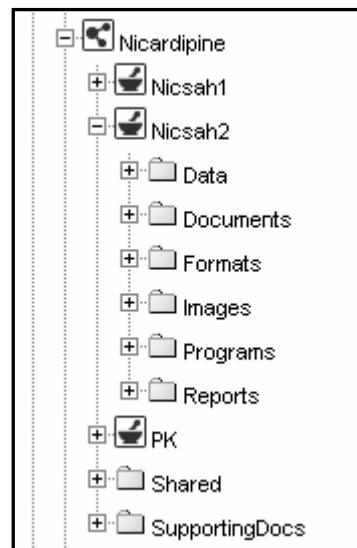 Nicardipine
Nicsah1
Nicsah2
Data
Documents
Formats
Images
Programs
Reports
PK
Shared
SupportingDocs